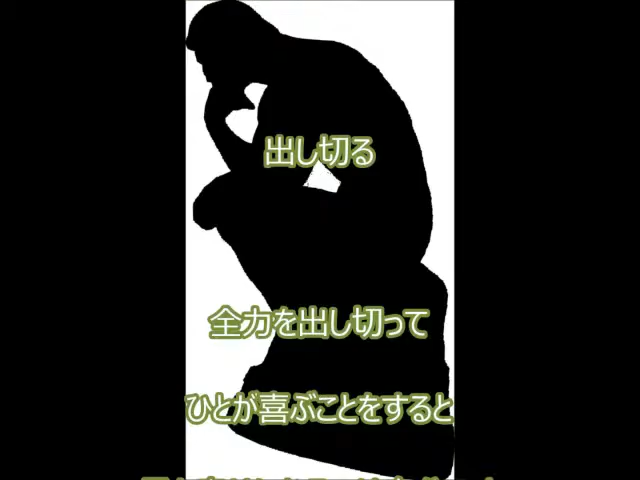 出し切る
全力を出し切って
ひとが喜ぶことをすると